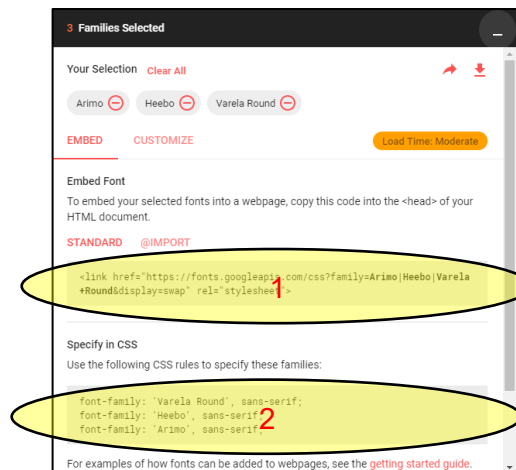 3 Families Selected
Your Selection Clear All
Arimo Heebo Varela Round
EMBED CUSTOMIZE Load Time: Moderate
Embed Font
To embed your selected fonts into a webpage, copy this code into the <head> of your
HTML document.
STANDARD @IMPORT
<link href="https://fonts.googleapis.com/css?family=Arimo|Heebo|Varela
+Round&display=swap" rel="stylesheet">
1
Specify in CSS
Use the following CSS rules to specify these families:
font-family: 'Varela Round', sans-serif;
font-family: 'Heebo', sans-serif;
font-family: 'Arimo', sans-serif;
2
For examples of how fonts can be added to webpages, see the getting started guide.